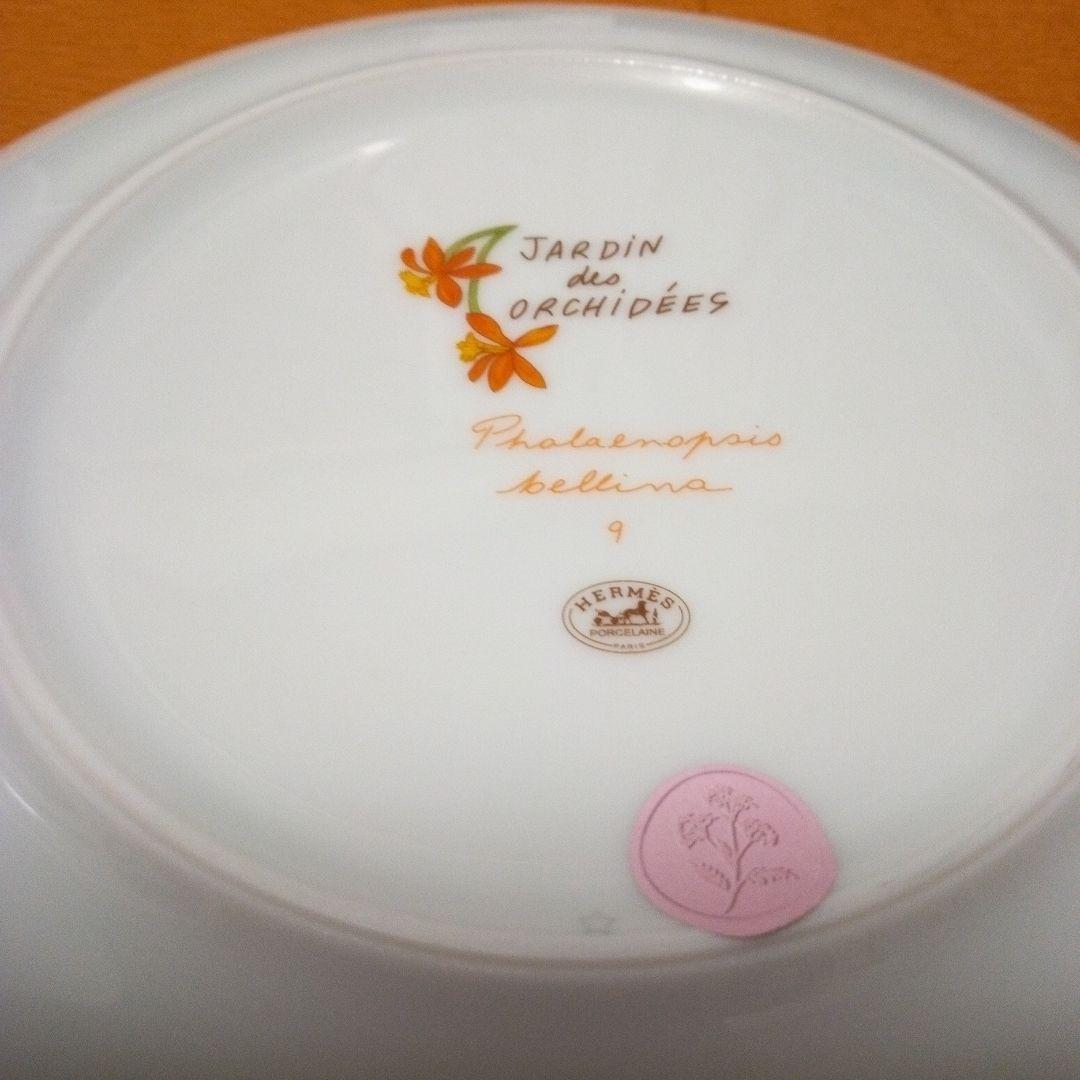 JARDIN
des
ORCHIDÉES
Phalaenopsis
bellina
9
HERMÈS
PORCELAINE
PARIS